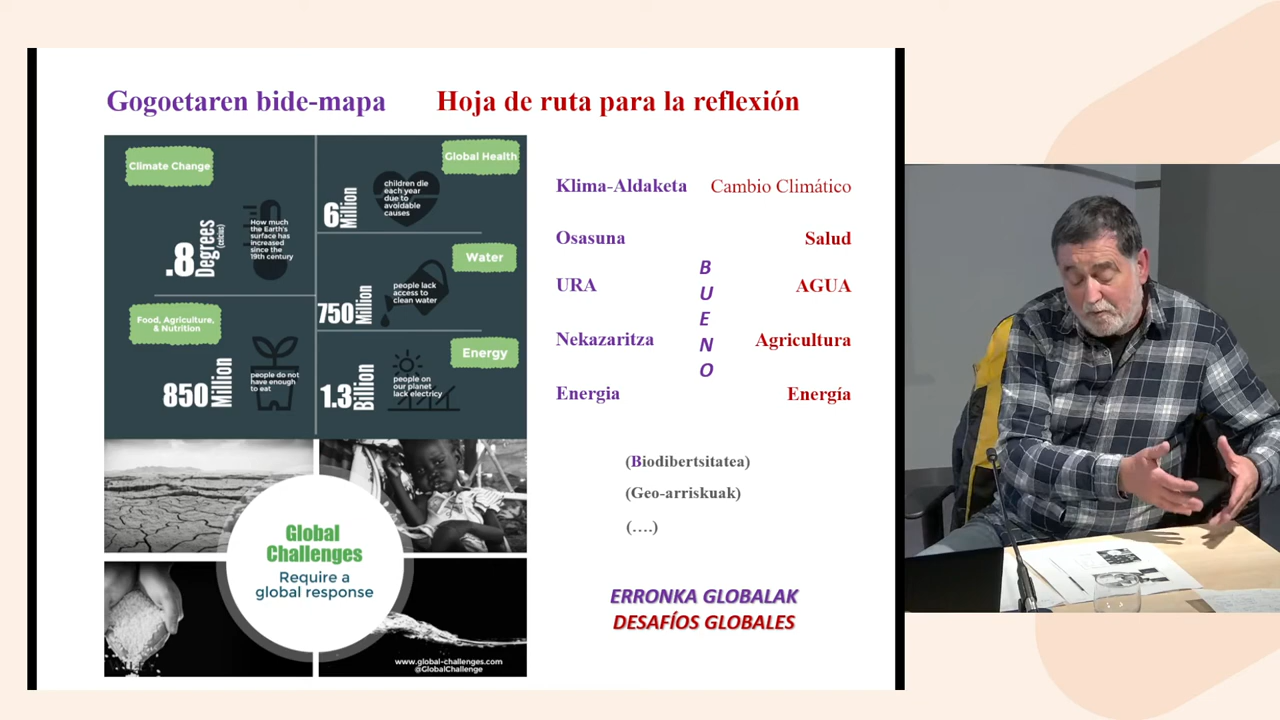 Gogoetaren bide-mapa
Hoja de ruta para la reflexión
Climate Change
.8 Degrees (celcius)
How much
the Earth's
surface has
increased
since the
19th century
Food, Agriculture,
& Nutrition
850 Million
people do not
have enough
to eat
Global Health
6 Million
children die
each year
due to
avoidable
causes
Water
750 Million
people lack
access to
clean water
Energy
1.3 Billion
people on
our planet
lack electricy
Global
Challenges
Require a
global response
www.global-challenges.com
@GlobalChallenge
Klima-Aldaketa Cambio Climático
Osasuna Salud
URA AGUA
Nekazaritza Agricultura
Energia Energía
B
U
E
N
O
(Biodibertsitatea)
(Geo-arriskuak)
(....)
ERRONKA GLOBALAK
DESAFÍOS GLOBALES